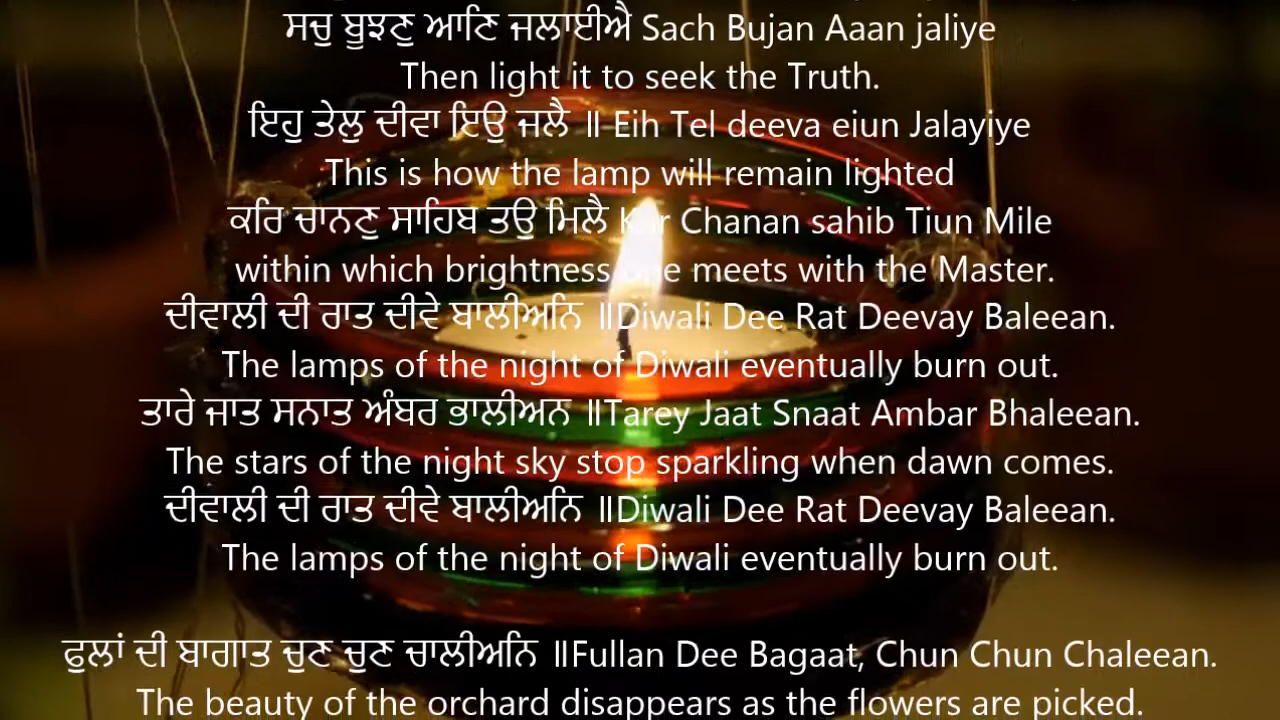 ਸਚੁ ਬੂਝਣੁ ਆਣਿ ਜਲਾਈਐ Sach Bujan Aaan jaliye
Then light it to seek the Truth.
ਇਹੁ ਤੇਲੁ ਦੀਵਾ ਇਉ ਜਲੈ ॥ Eih Tel deeva eiun Jalayiye
This is how the lamp will remain lighted
ਕਰਿ ਚਾਨਣੁ ਸਾਹਿਬ ਤਉ ਮਿਲੈ Kar Chanan sahib Tiun Mile
within which brightness one meets with the Master.
ਦੀਵਾਲੀ ਦੀ ਰਾਤ ਦੀਵੇ ਬਾਲੀਅਨਿ ॥Diwali Dee Rat Deevay Baleean.
The lamps of the night of Diwali eventually burn out.
ਤਾਰੇ ਜਾਤ ਸਨਾਤ ਅੰਬਰ ਭਾਲੀਅਨ ॥Tarey Jaat Snaat Ambar Bhaleean.
The stars of the night sky stop sparkling when dawn comes.
ਦੀਵਾਲੀ ਦੀ ਰਾਤ ਦੀਵੇ ਬਾਲੀਅਨਿ ॥Diwali Dee Rat Deevay Baleean.
The lamps of the night of Diwali eventually burn out.
ਫੁਲਾਂ ਦੀ ਬਾਗਾਤ ਚੁਣ ਚੁਣ ਚਾਲੀਅਨਿ ॥Fullan Dee Bagaat, Chun Chun Chaleean.
The beauty of the orchard disappears as the flowers are picked.